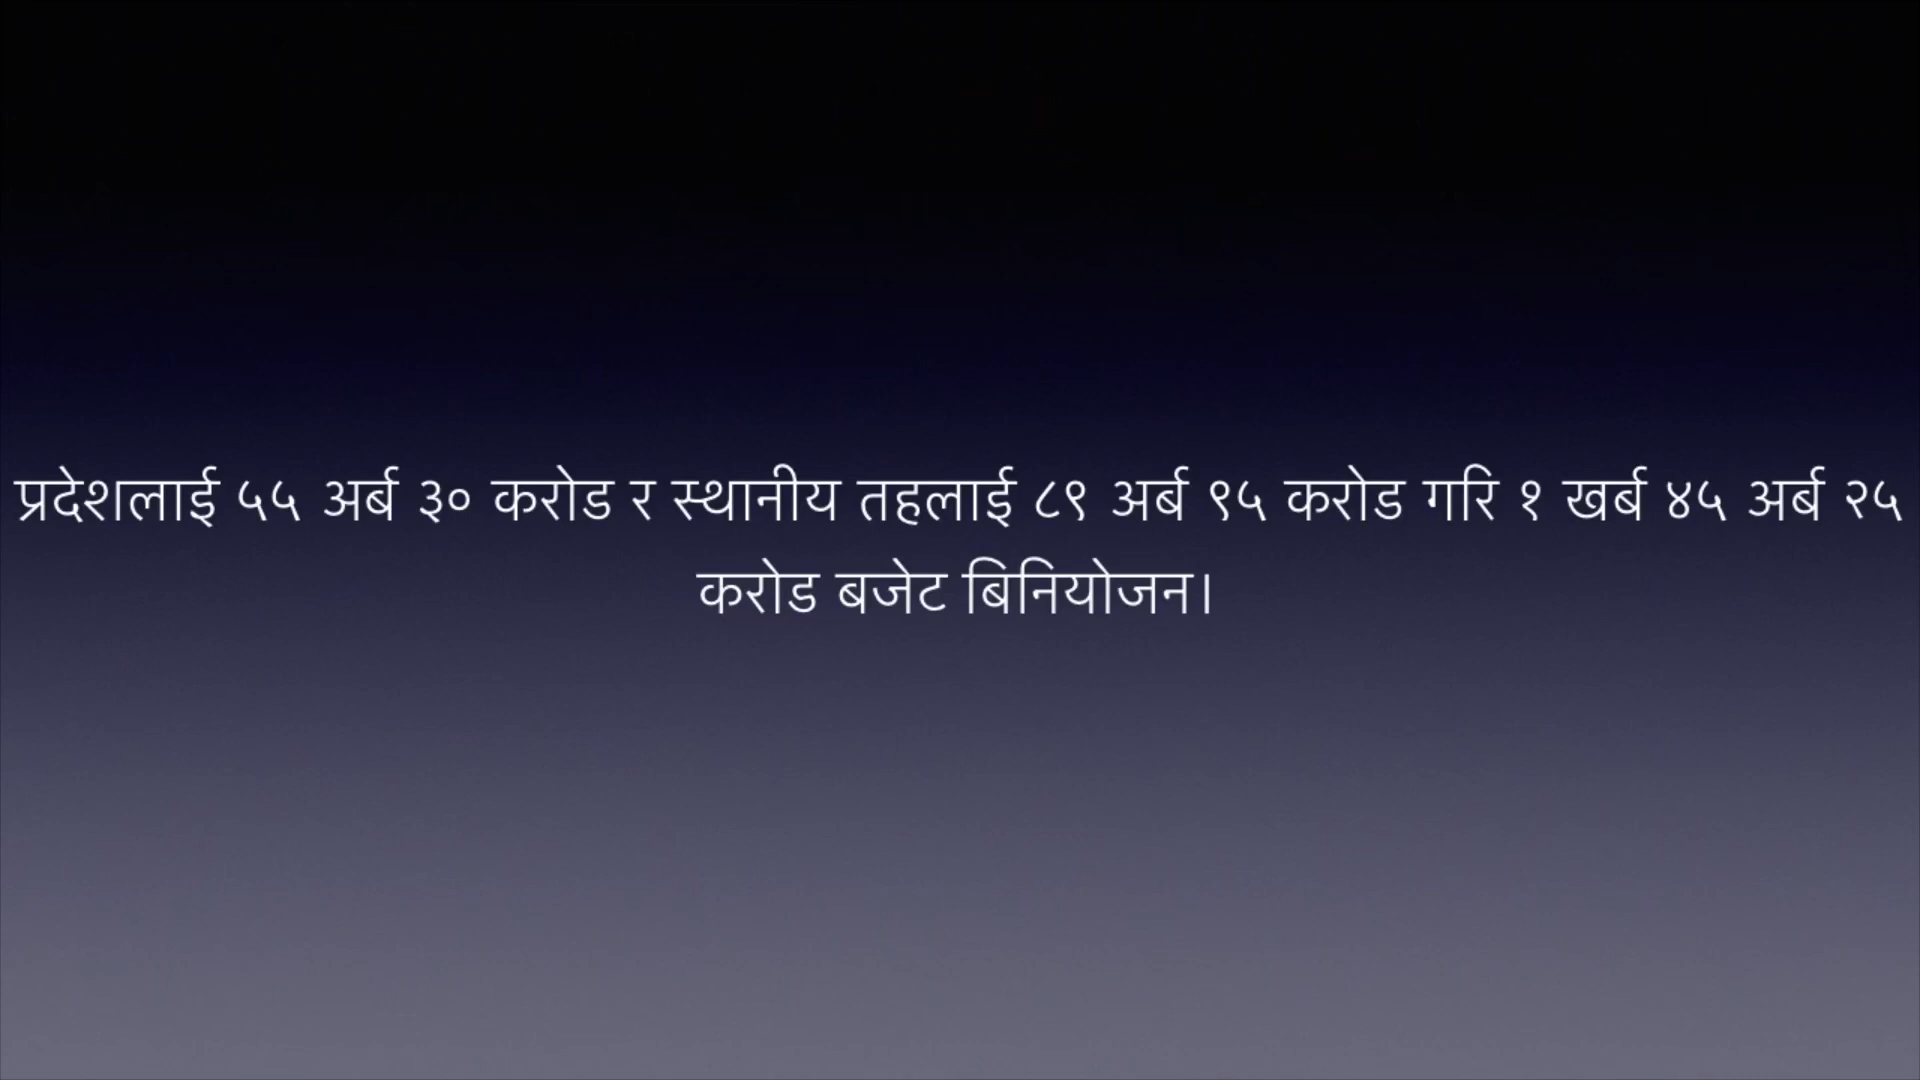 प्रदेशलाई ५५ अर्ब ३० करोड र स्थानीय तहलाई ८९ अर्ब ९५ करोड गरि १ खर्ब ४५ अर्ब २५
करोड बजेट बिनियोजन।